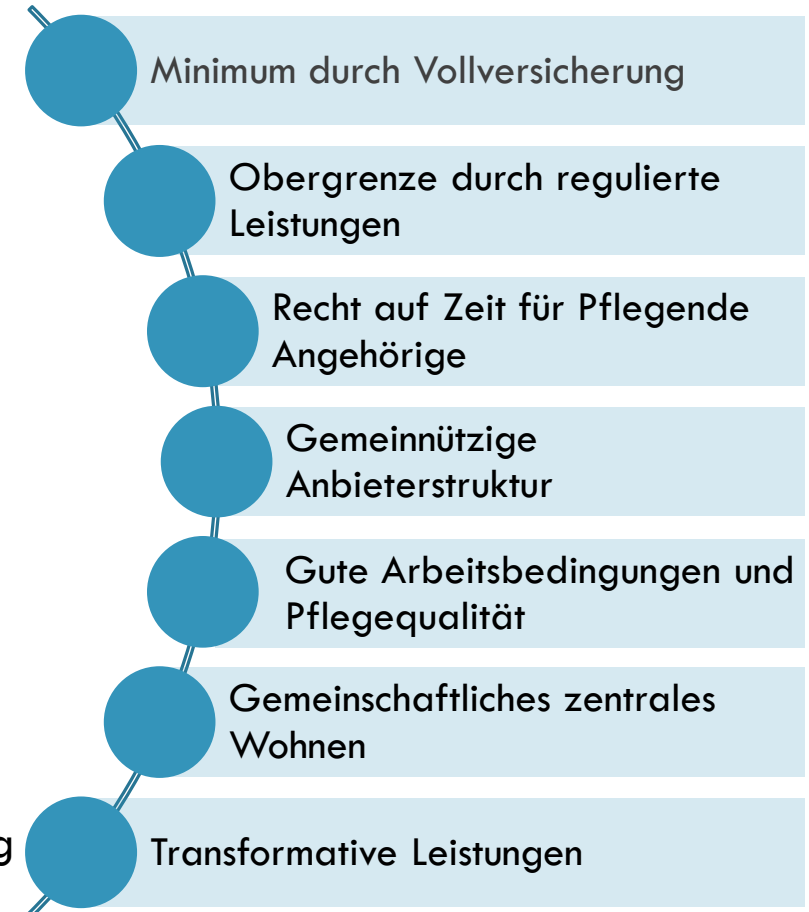 Minimum durch Vollversicherung
Obergrenze durch regulierte
Leistungen
Recht auf Zeit für Pflegende
Angehörige
Gemeinnützige
Anbieterstruktur
Gute Arbeitsbedingungen und
Pflegequalität
Gemeinschaftliches zentrales
Wohnen
Transformative Leistungen